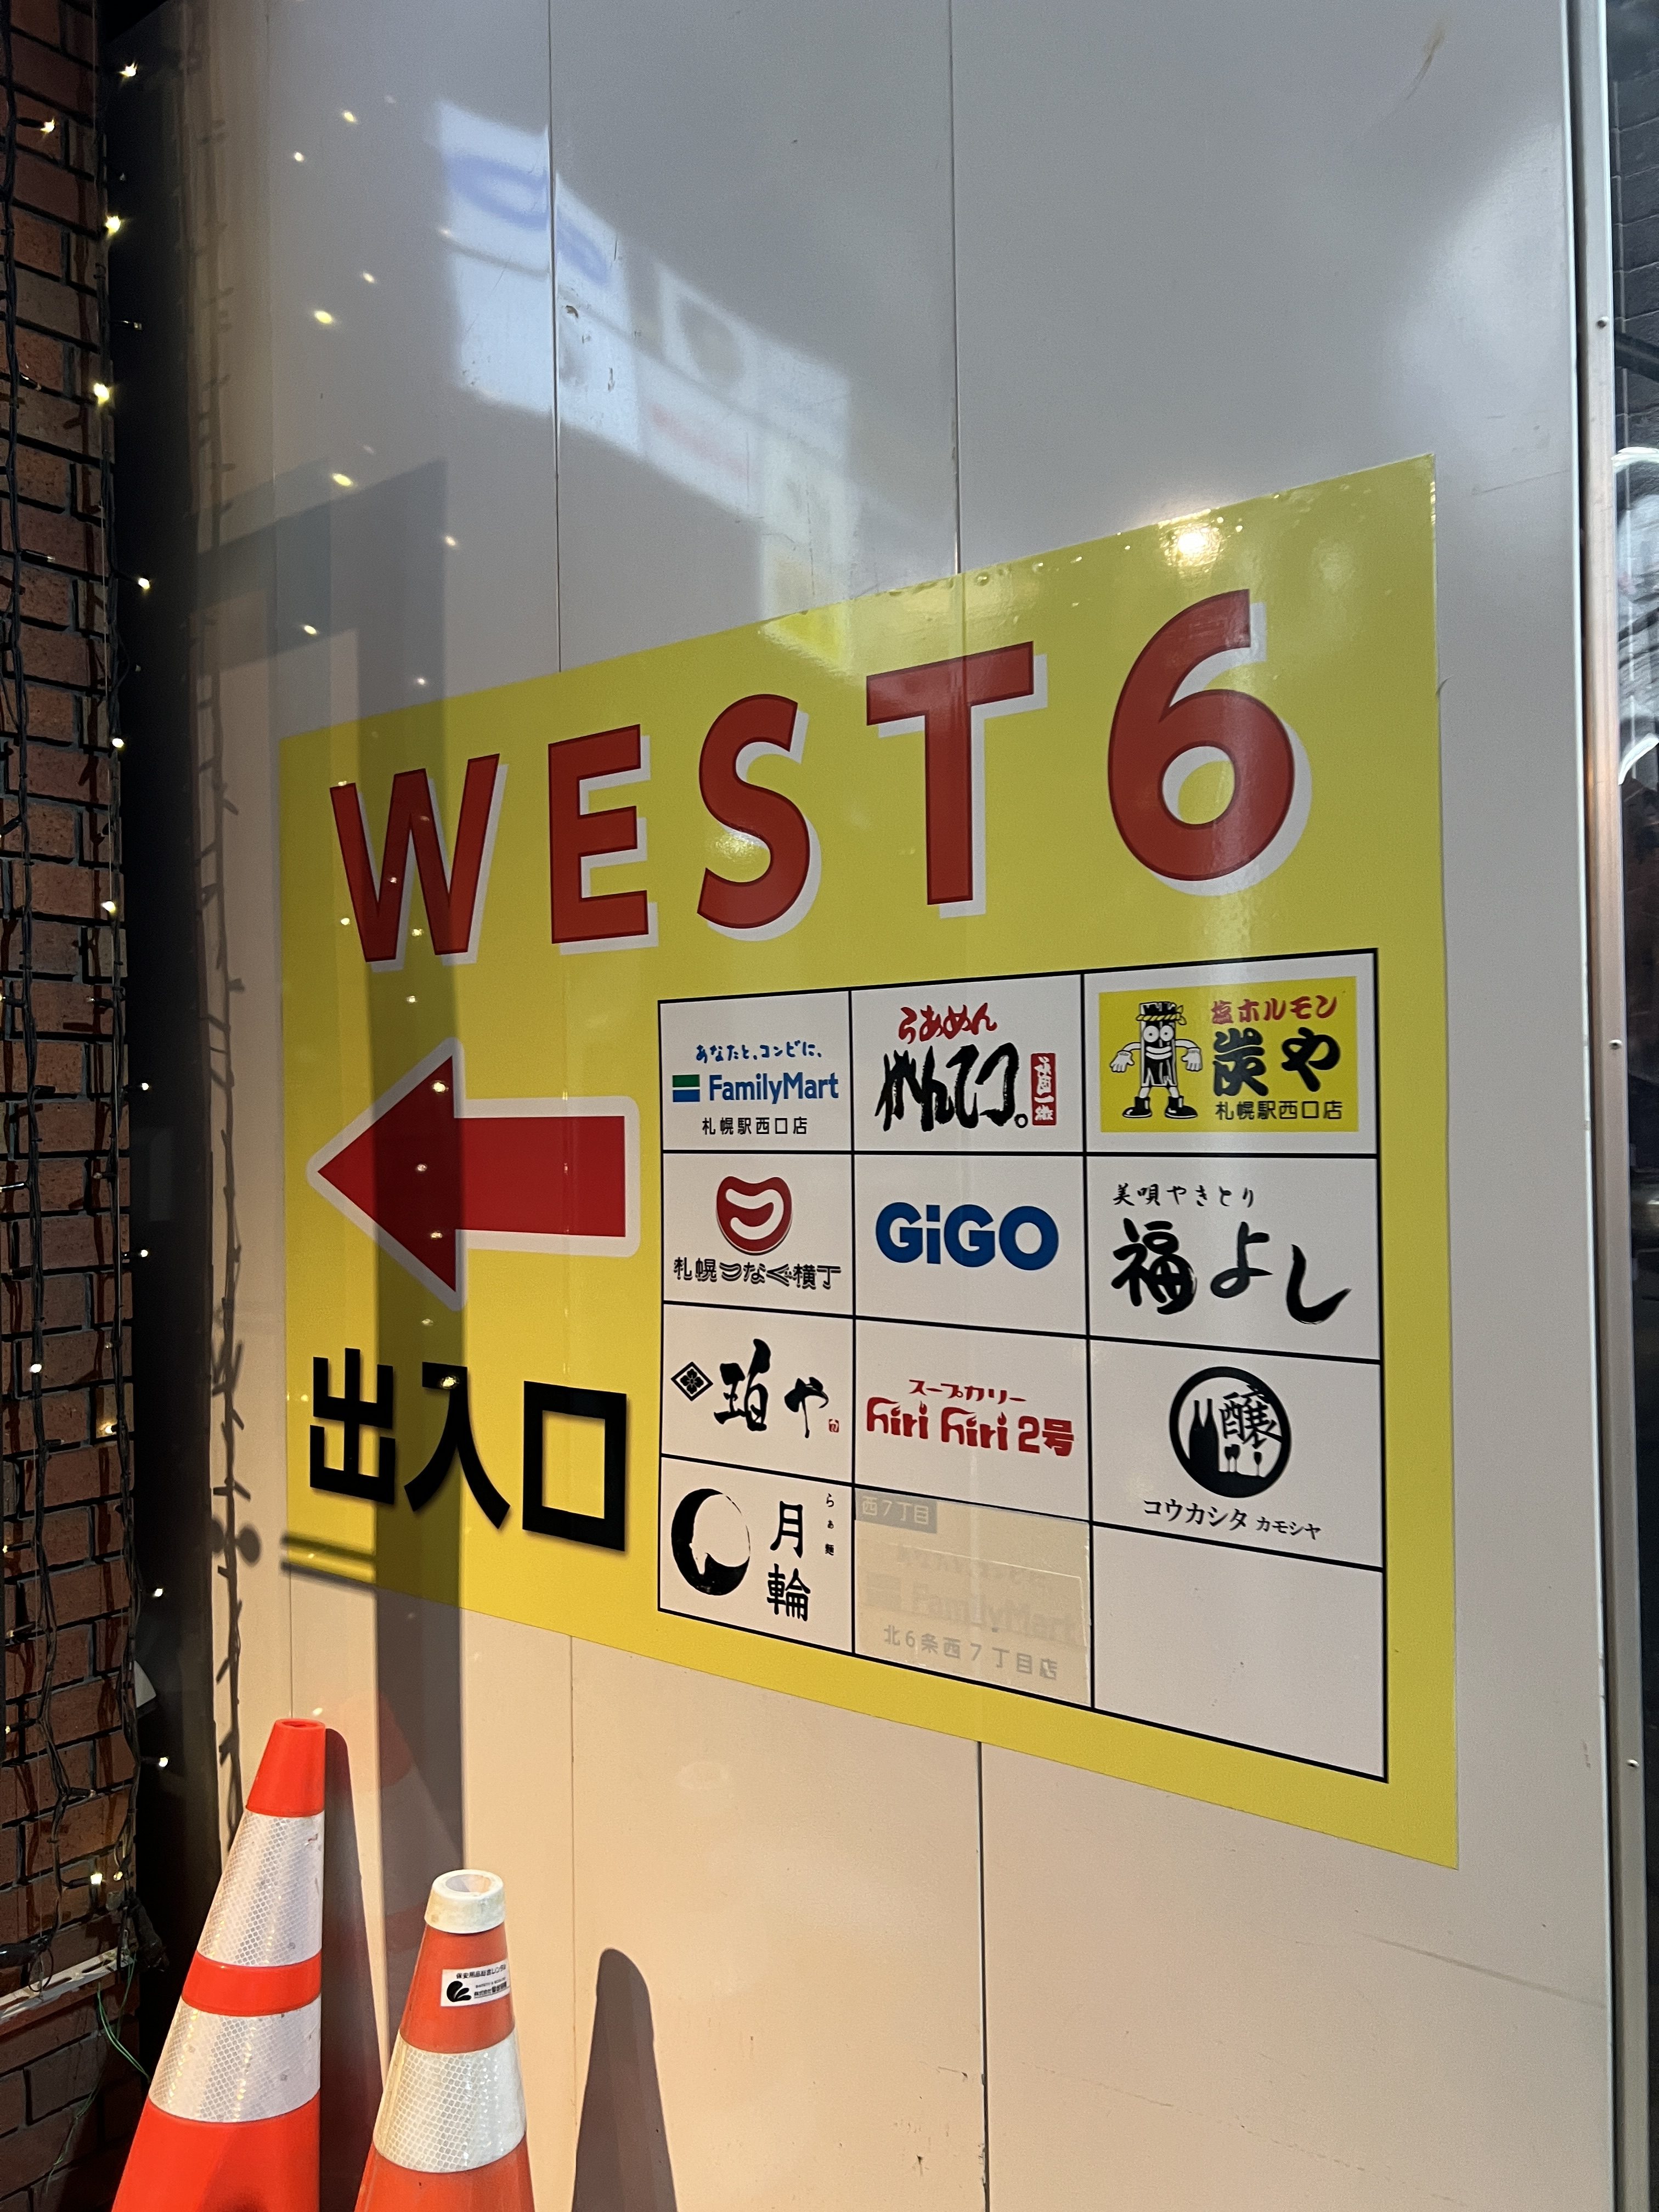 WEST 6
あなたと、コンビに、
FamilyMart
札幌駅西口店
らあめん
がんてつ。
塩ホルモン
炭や
札幌駅西口店
札幌つなぐ横丁
GiGO
美唄やきとり
福よし
珀や
スープカリー
hiri hiri 2号
醸
コウカシタ カモシヤ
らぁ麺
月輪
西7丁目
FamilyMart
北6条西7丁目店
出入口